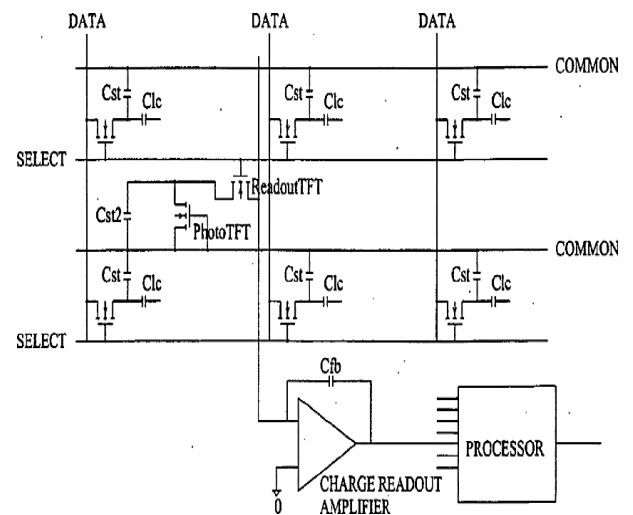 DATA DATA DATA
COMMON
Cst Clc Cst Clc Cst Clc
SELECT
ReadoutTFT
Cst2
PhotoTFT
COMMON
Cst Clc Cst Clc Cst Clc
SELECT
Cfb
PROCESSOR
CHARGE READOUT
AMPLIFIER
0